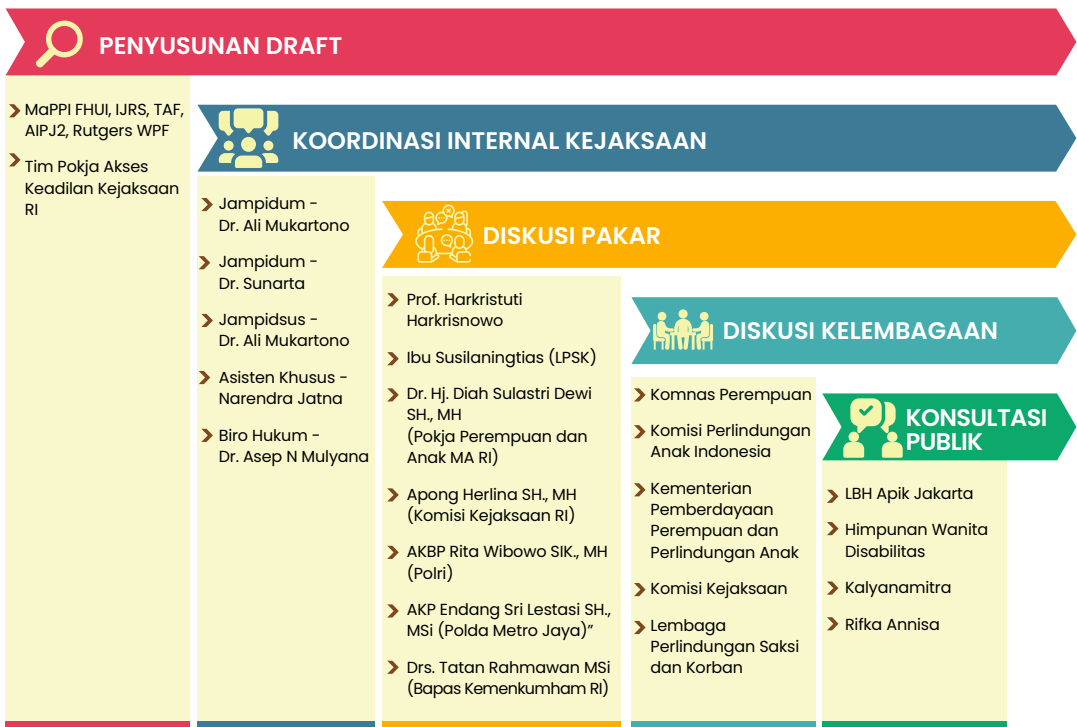 PENYUSUNAN DRAFT
MaPPI FHUI, IJRS, TAF,
AIPJ2, Rutgers WPF
Tim Pokja Akses
Keadilan Kejaksaan
RI
KOORDINASI INTERNAL KEJAKSAAN
Jampidum -
Dr. Ali Mukartono
Jampidum -
Dr. Sunarta
Jampidsus -
Dr. Ali Mukartono
Asisten Khusus -
Narendra Jatna
Biro Hukum -
Dr. Asep N Mulyana
DISKUSI PAKAR
Prof. Harkristuti
Harkrisnowo
Ibu Susilaningtias (LPSK)
Dr. Hj. Diah Sulastri Dewi
SH., MH
(Pokja Perempuan dan
Anak MA RI)
Apong Herlina SH., MH
(Komisi Kejaksaan RI)
AKBP Rita Wibowo SIK., MH
(Polri)
AKP Endang Sri Lestasi SH.,
MSi (Polda Metro Jaya)”
Drs. Tatan Rahmawan MSi
(Bapas Kemenkumham RI)
DISKUSI KELEMBAGAAN
Komnas Perempuan
Komisi Perlindungan
Anak Indonesia
Kementerian
Pemberdayaan
Perempuan dan
Perlindungan Anak
Komisi Kejaksaan
Lembaga
Perlindungan Saksi
dan Korban
KONSULTASI
PUBLIK
LBH Apik Jakarta
Himpunan Wanita
Disabilitas
Kalyanamitra
Rifka Annisa